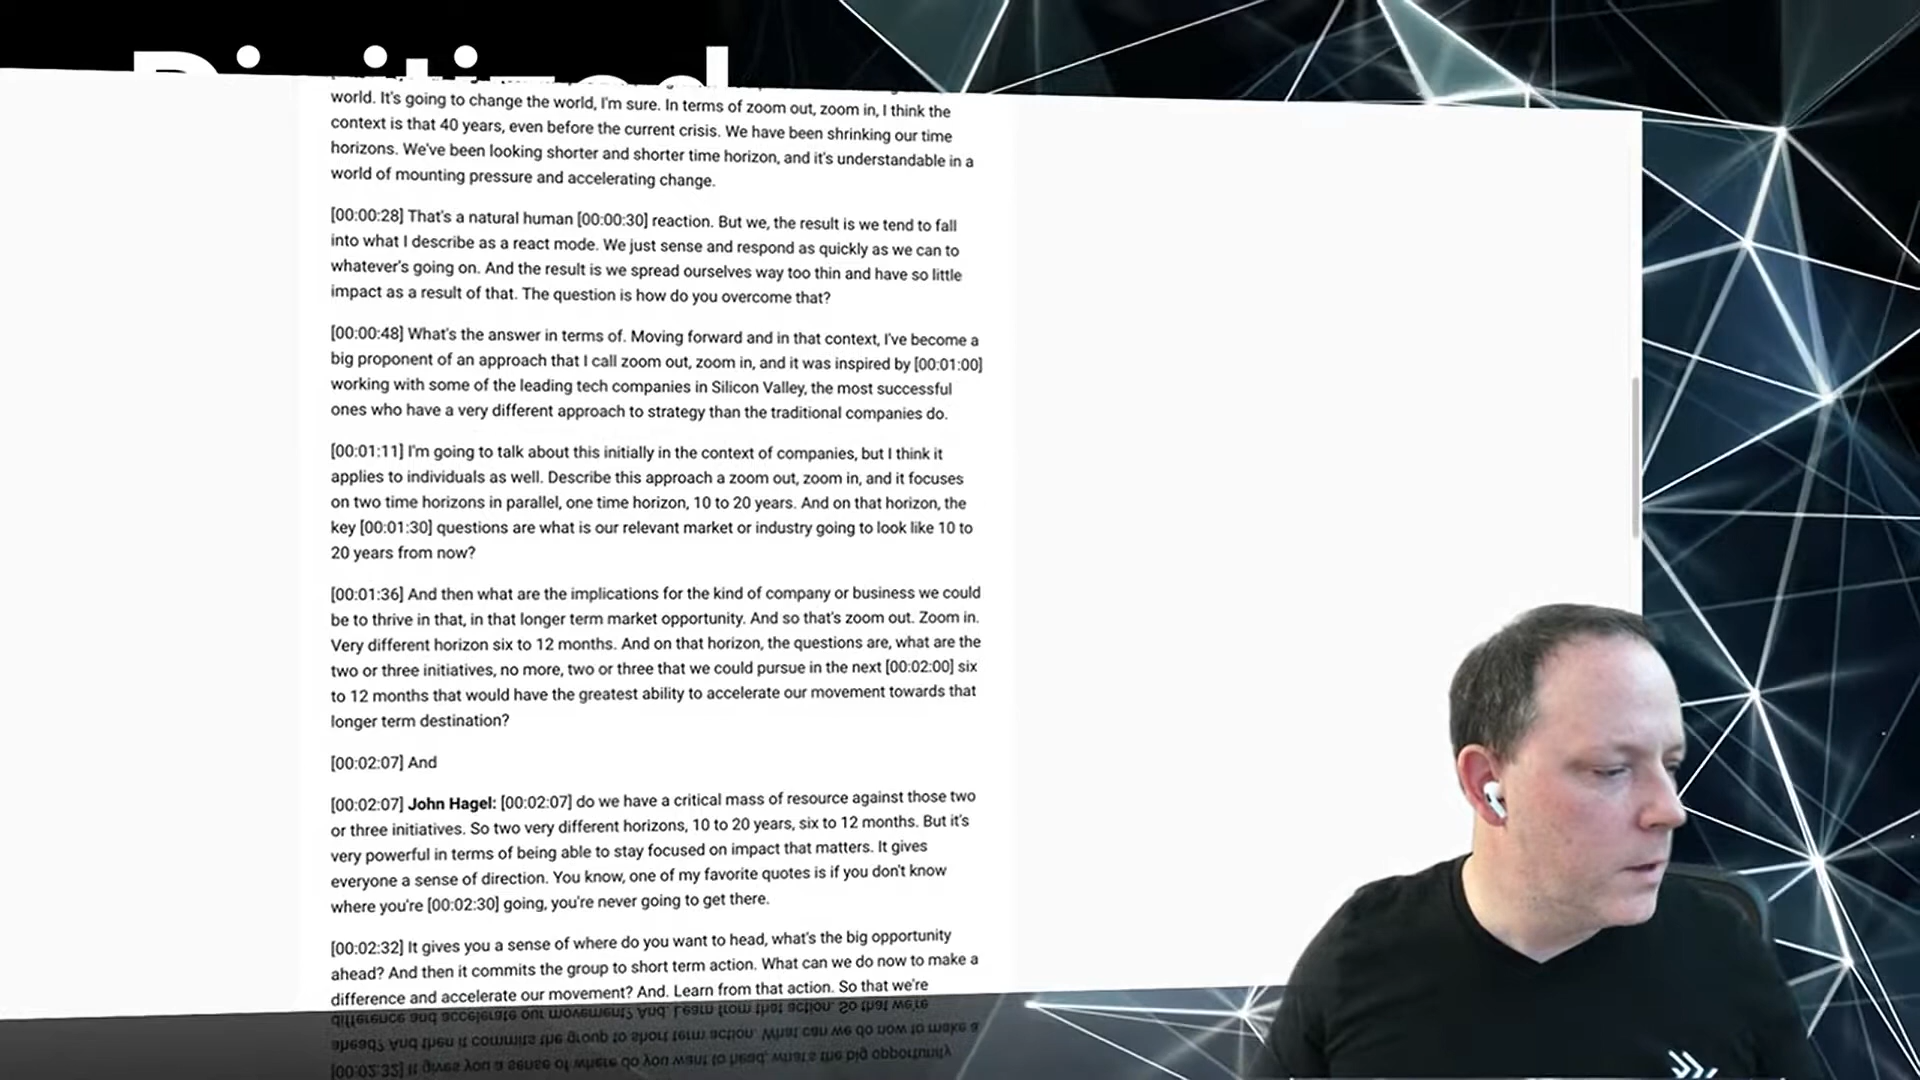 Digitized
world. It's going to change the world, I'm sure. In terms of zoom out, zoom in, I think the
context is that 40 years, even before the current crisis. We have been shrinking our time
horizons. We've been looking shorter and shorter time horizon, and it's understandable in a
world of mounting pressure and accelerating change.
[00:00:28] That's a natural human [00:00:30] reaction. But we, the result is we tend to fall
into what I describe as a react mode. We just sense and respond as quickly as we can to
whatever's going on. And the result is we spread ourselves way too thin and have so little
impact as a result of that. The question is how do you overcome that?
[00:00:48] What's the answer in terms of. Moving forward and in that context, I've become a
big proponent of an approach that I call zoom out, zoom in, and it was inspired by [00:01:00]
working with some of the leading tech companies in Silicon Valley, the most successful
ones who have a very different approach to strategy than the traditional companies do.
[00:01:11] I'm going to talk about this initially in the context of companies, but I think it
applies to individuals as well. Describe this approach a zoom out, zoom in, and it focuses
on two time horizons in parallel, one time horizon, 10 to 20 years. And on that horizon, the
key [00:01:30] questions are what is our relevant market or industry going to look like 10 to
20 years from now?
[00:01:36] And then what are the implications for the kind of company or business we could
be to thrive in that, in that longer term market opportunity. And so that's zoom out. Zoom in.
Very different horizon six to 12 months. And on that horizon, the questions are, what are the
two or three initiatives, no more, two or three that we could pursue in the next [00:02:00] six
to 12 months that would have the greatest ability to accelerate our movement towards that
longer term destination?
[00:02:07] And
[00:02:07] John Hagel: [00:02:07] do we have a critical mass of resource against those two
or three initiatives. So two very different horizons, 10 to 20 years, six to 12 months. But it's
very powerful in terms of being able to stay focused on impact that matters. It gives
everyone a sense of direction. You know, one of my favorite quotes is if you don't know
where you're [00:02:30] going, you're never going to get there.
[00:02:32] It gives you a sense of where do you want to head, what's the big opportunity
ahead? And then it commits the group to short term action. What can we do now to make a
difference and accelerate our movement? And. Learn from that action. So that we're